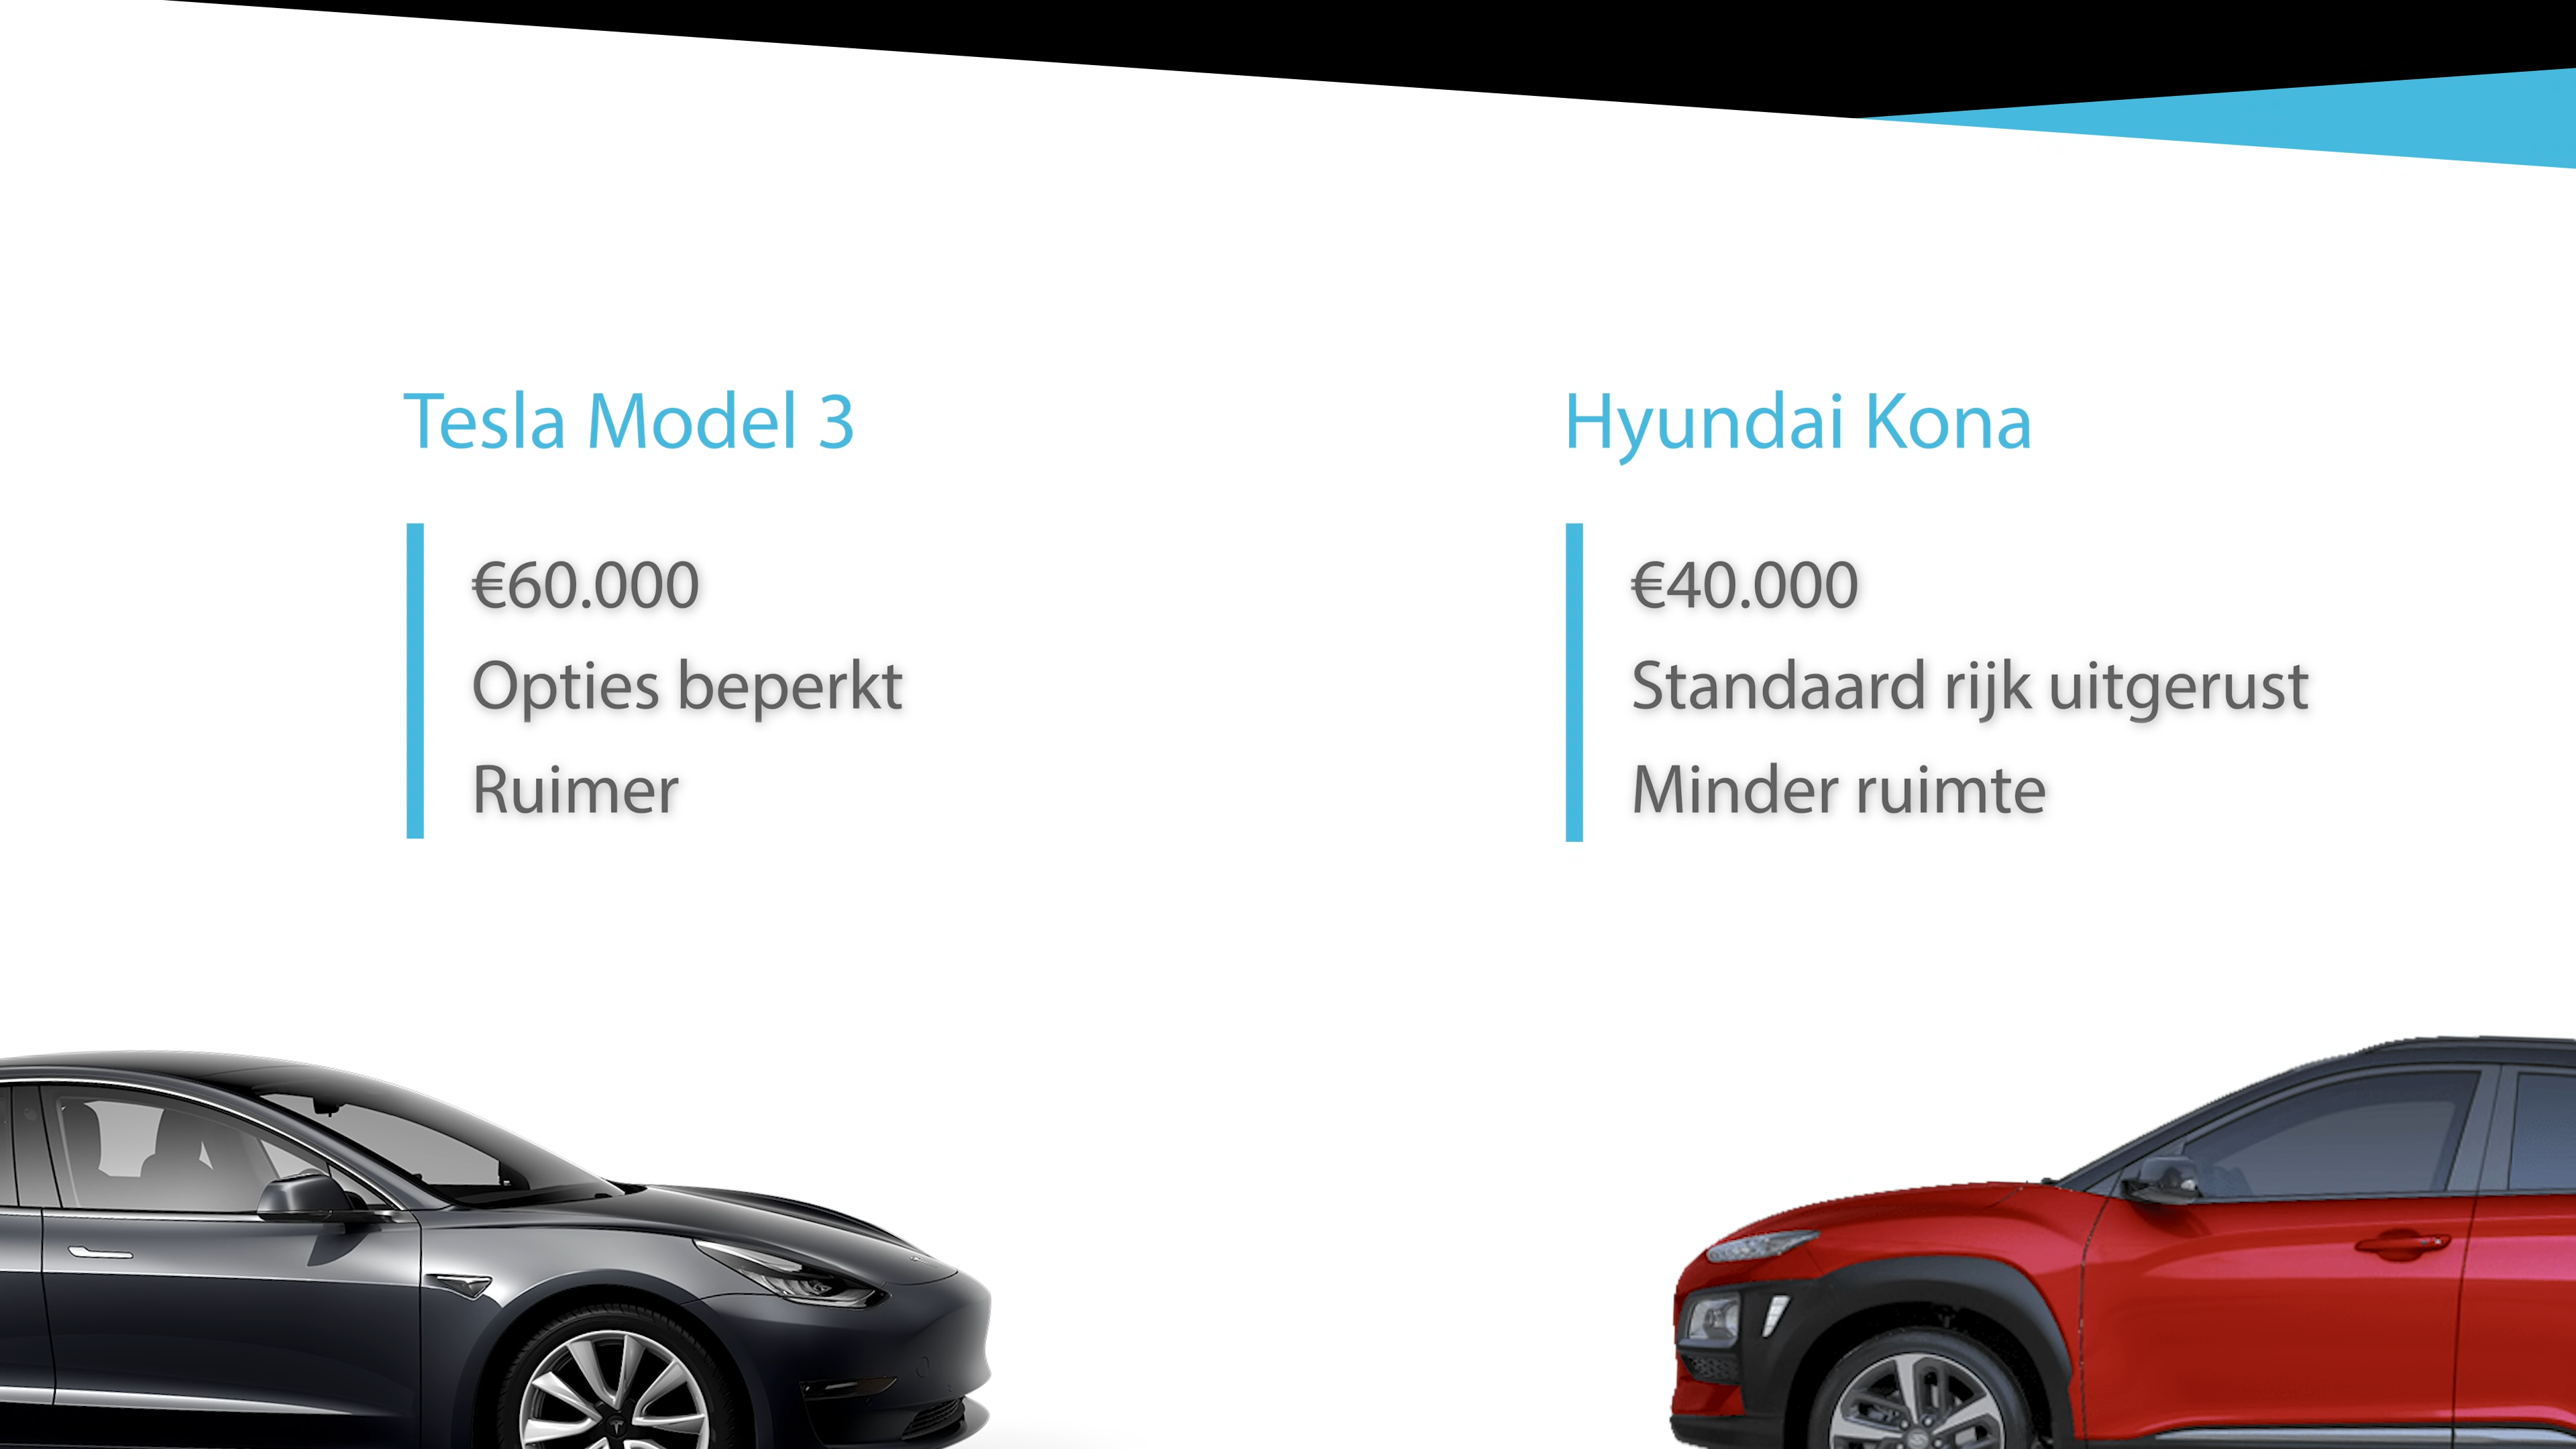 Tesla Model 3
€60.000
Opties beperkt
Ruimer
Hyundai Kona
€40.000
Standaard rijk uitgerust
Minder ruimte